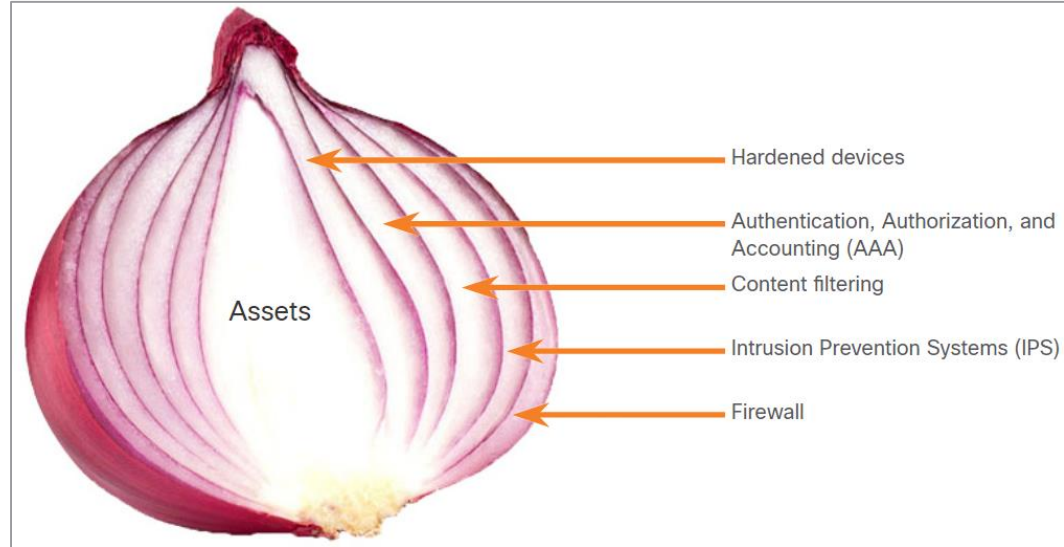 Hardened devices
Authentication, Authorization, and
Accounting (AAA)
Content filtering
Assets
Intrusion Prevention Systems (IPS)
Firewall